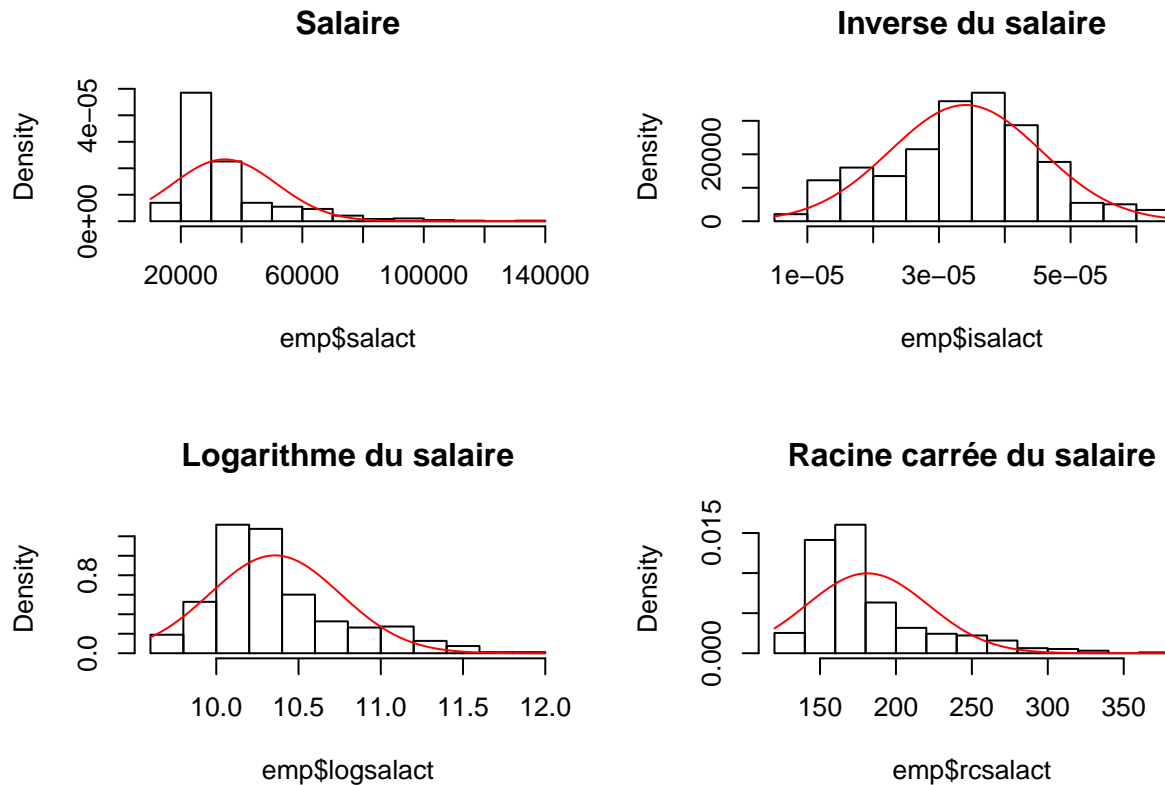 Salaire
Density
0e+00 4e−05
20000 60000 100000 140000
emp$salact
Inverse du salaire
Density
0 20000
1e−05 3e−05 5e−05
emp$isalact
Logarithme du salaire
Density
0.0 0.8
10.0 10.5 11.0 11.5 12.0
emp$logsalact
Racine carrée du salaire
Density
0.000 0.015
150 200 250 300 350
emp$rcsalact